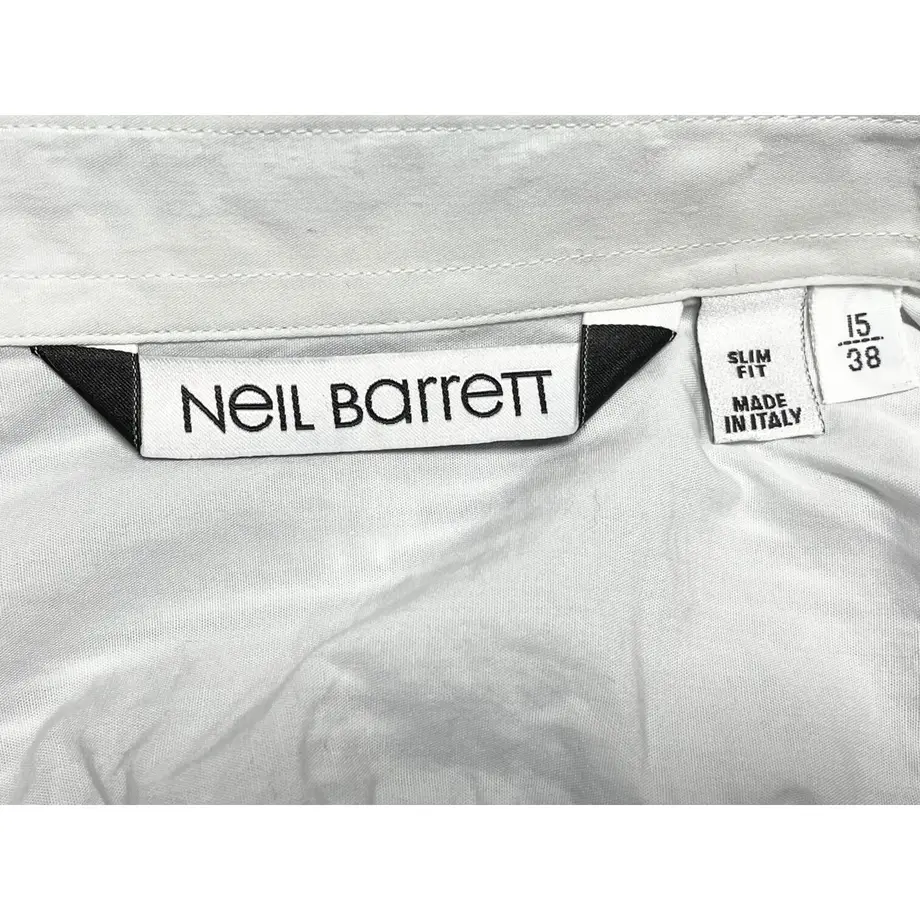 Neil Barrett
SLIM
FIT
MADE
IN ITALY
15
38